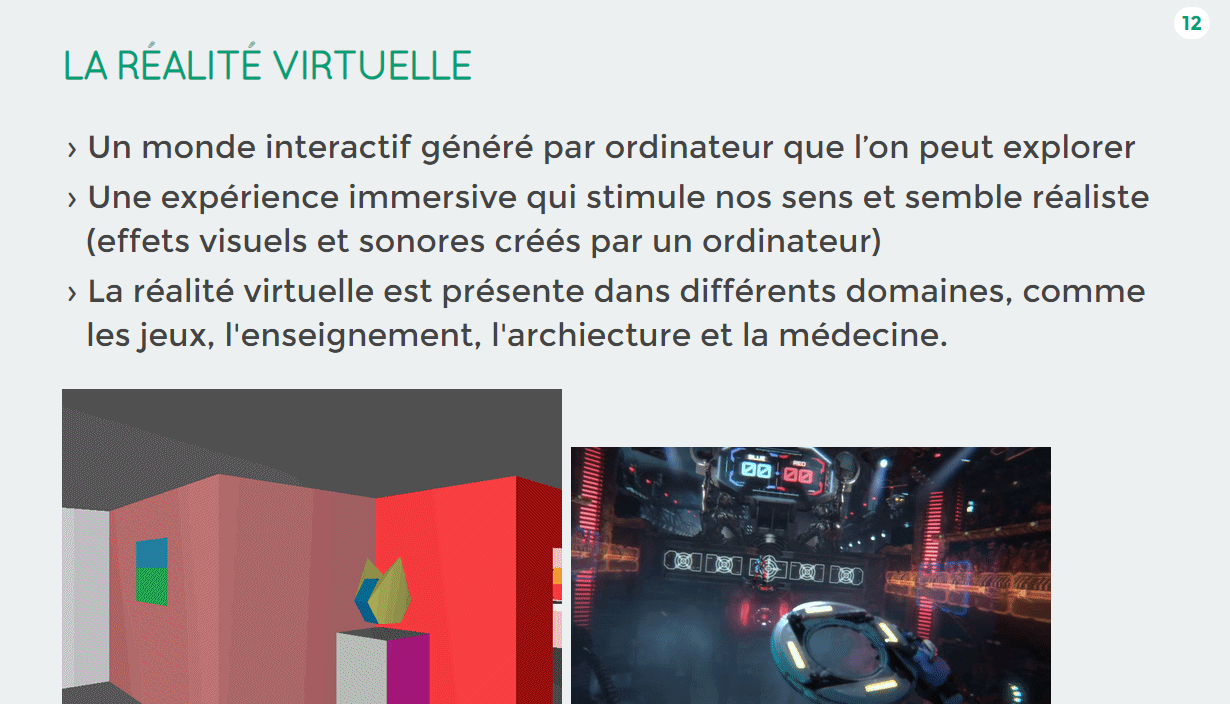 12
LA RÉALITÉ VIRTUELLE
› Un monde interactif généré par ordinateur que l’on peut explorer
› Une expérience immersive qui stimule nos sens et semble réaliste
(effets visuels et sonores créés par un ordinateur)
› La réalité virtuelle est présente dans différents domaines, comme
les jeux, l'enseignement, l'archiecture et la médecine.
BLUE RED
00 00